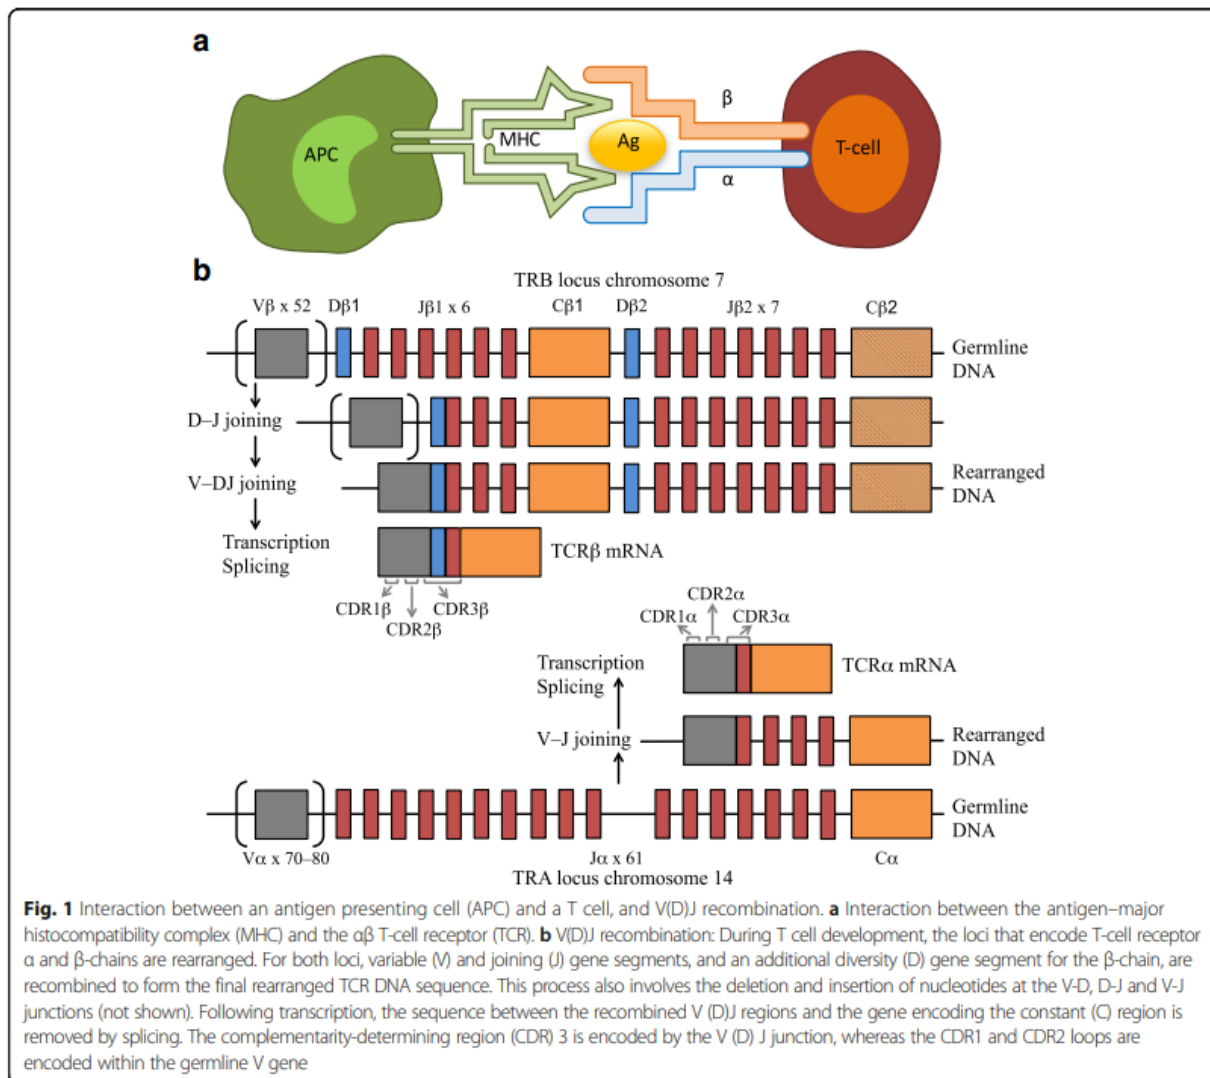 a
APC
MHC
Ag
β
α
T-cell
b
TRB locus chromosome 7
Vβ x 52
Dβ1
Jβ1 x 6
Cβ1
Dβ2
Jβ2 x 7
Cβ2
Germline
DNA
D–J joining
V–DJ joining
Rearranged
DNA
Transcription
Splicing
TCRβ mRNA
CDR1β
CDR2β
CDR3β
CDR2α
CDR1α
CDR3α
Transcription
Splicing
TCRα mRNA
V–J joining
Rearranged
DNA
Germline
DNA
Vα x 70–80
Jα x 61
Cα
TRA locus chromosome 14
Fig. 1 Interaction between an antigen presenting cell (APC) and a T cell, and V(D)J recombination. a Interaction between the antigen–major
histocompatibility complex (MHC) and the αβ T-cell receptor (TCR). b V(D)J recombination: During T cell development, the loci that encode T-cell receptor
α and β-chains are rearranged. For both loci, variable (V) and joining (J) gene segments, and an additional diversity (D) gene segment for the β-chain, are
recombined to form the final rearranged TCR DNA sequence. This process also involves the deletion and insertion of nucleotides at the V-D, D-J and V-J
junctions (not shown). Following transcription, the sequence between the recombined V (D)J regions and the gene encoding the constant (C) region is
removed by splicing. The complementarity-determining region (CDR) 3 is encoded by the V (D) J junction, whereas the CDR1 and CDR2 loops are
encoded within the germline V gene